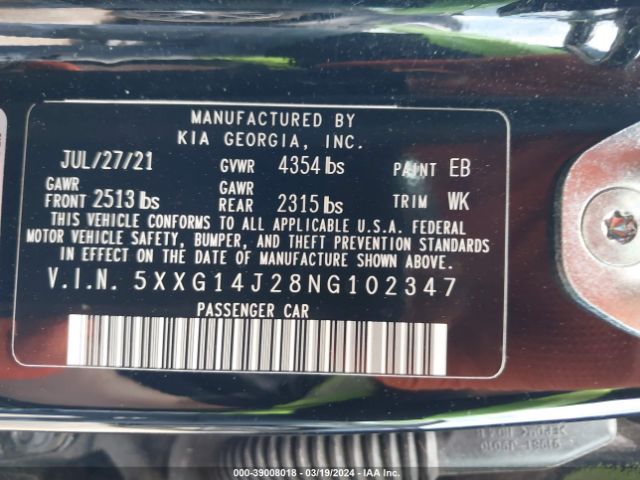 MANUFACTURED BY
KIA GEORGIA, INC.
JUL/27/21 GVWR 4354 lbs PAINT EB
GAWR FRONT 2513 lbs GAWR REAR 2315 lbs TRIM WK
THIS VEHICLE CONFORMS TO ALL APPLICABLE U.S.A. FEDERAL
MOTOR VEHICLE SAFETY, BUMPER, AND THEFT PREVENTION STANDARDS
IN EFFECT ON THE DATE OF MANUFACTURE SHOWN ABOVE.
V.I.N. 5XXG14J28NG102347
PASSENGER CAR
000-39008018 - 03/19/2024 - IAA Inc.